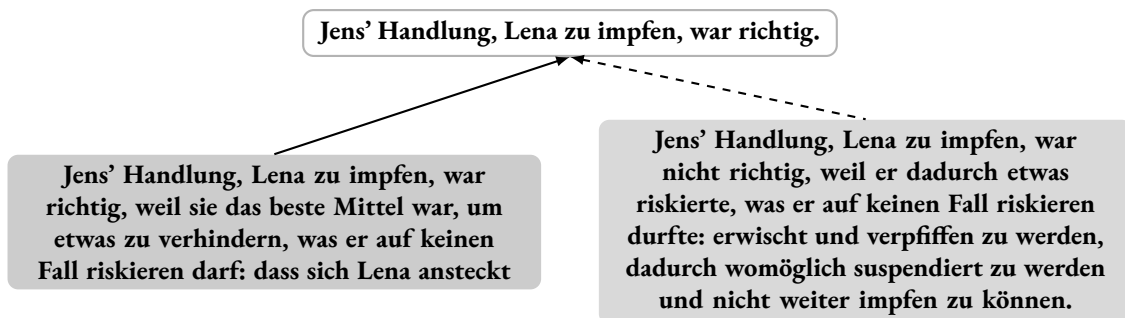 Jens’ Handlung, Lena zu impfen, war richtig.
Jens’ Handlung, Lena zu impfen, war
richtig, weil sie das beste Mittel war, um
etwas zu verhindern, was er auf keinen
Fall riskieren darf: dass sich Lena ansteckt
Jens’ Handlung, Lena zu impfen, war
nicht richtig, weil er dadurch etwas
riskierte, was er auf keinen Fall riskieren
durfte: erwischt und verpfiffen zu werden,
dadurch womöglich suspendiert zu werden
und nicht weiter impfen zu können.